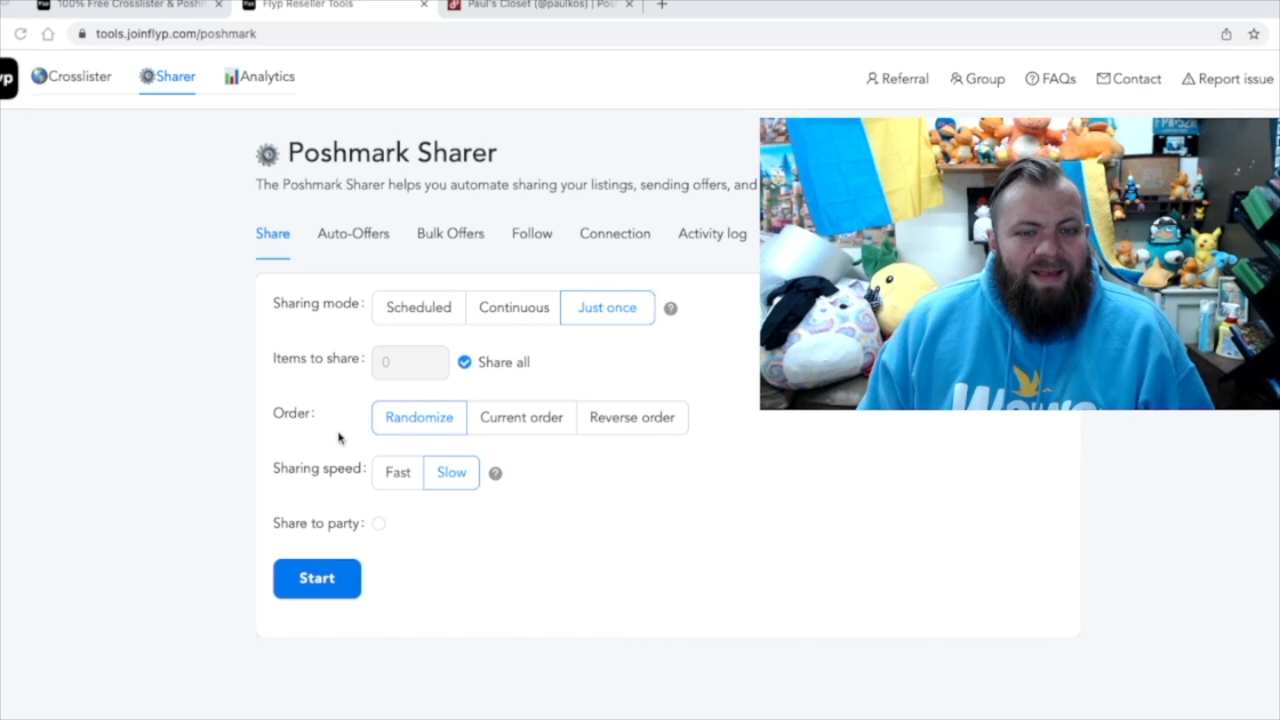 100% Free Crosslister & Poshm
Flyp Reseller Tools
Paul's Closet (@paulkos) | Pos
tools.joinflyp.com/poshmark
yp
Crosslister
Sharer
Analytics
Referral
Group
FAQs
Contact
Report issue
Poshmark Sharer
The Poshmark Sharer helps you automate sharing your listings, sending offers, and
Share Auto-Offers Bulk Offers Follow Connection Activity log
Sharing mode: Scheduled Continuous Just once
Items to share: 0 Share all
Order: Randomize Current order Reverse order
Sharing speed: Fast Slow
Share to party:
Start